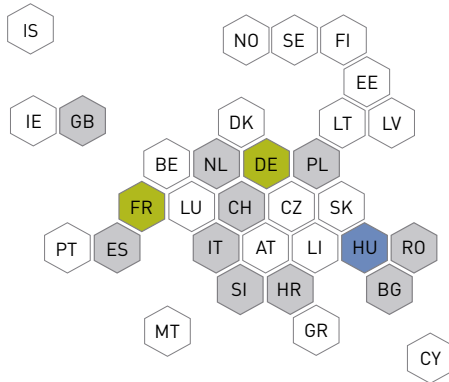 IS
NO SE FI
EE
IE GB DK LT LV
BE NL DE PL
FR LU CH CZ SK
PT ES IT AT LI HU RO
SI HR BG
MT GR
CY